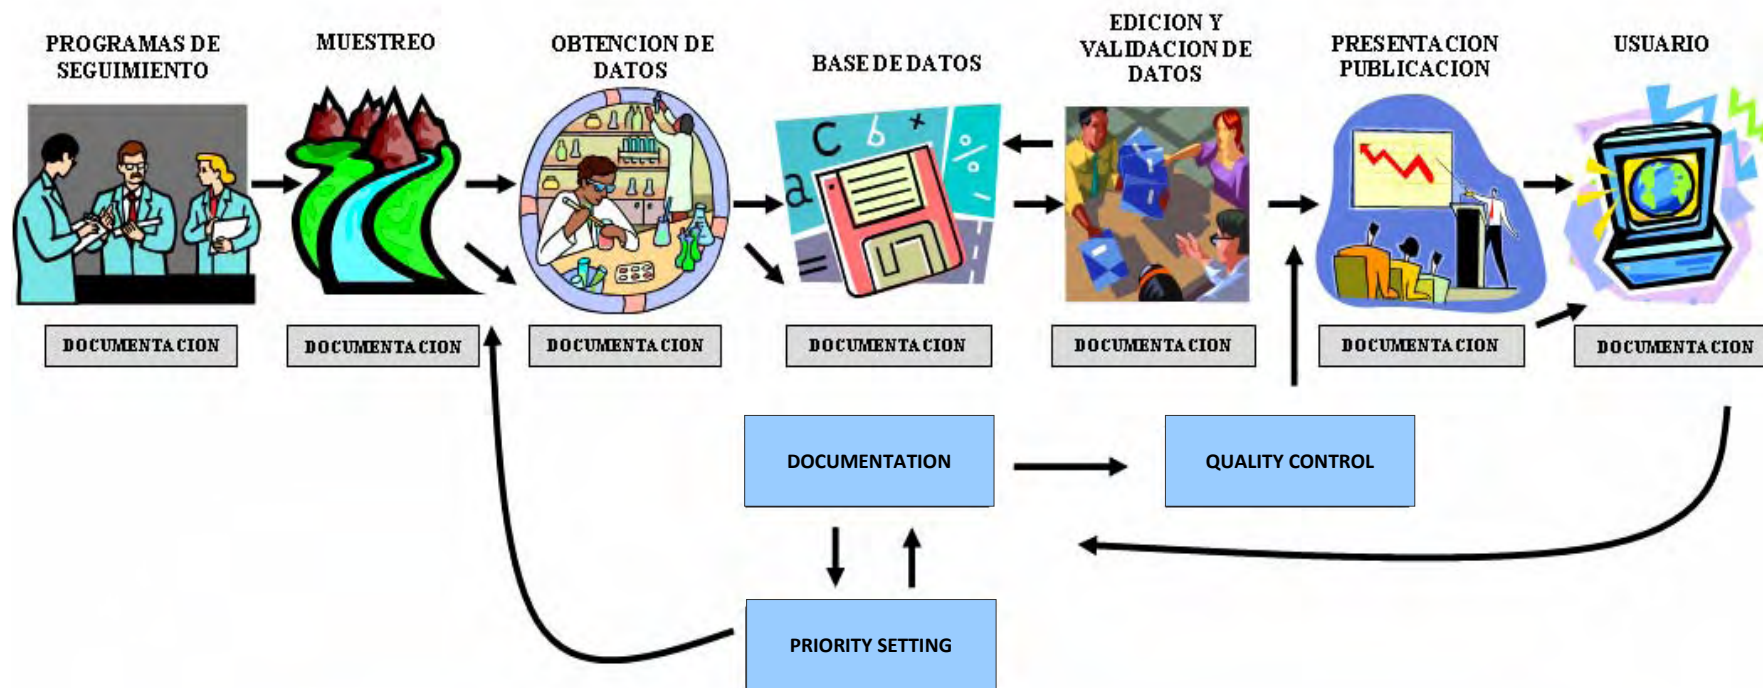 PROGRAMAS DE
SEGUIMIENTO
MUESTREO
OBTENCION DE
DATOS
BASE DE DATOS
EDICION Y
VALIDACION DE
DATOS
PRESENTACION
PUBLICACION
USUARIO
C 6 + a % - =
DOCUMENTACION
DOCUMENTACION
DOCUMENTACION
DOCUMENTACION
DOCUMENTACION
DOCUMENTACION
DOCUMENTACION
DOCUMENTATION
QUALITY CONTROL
PRIORITY SETTING